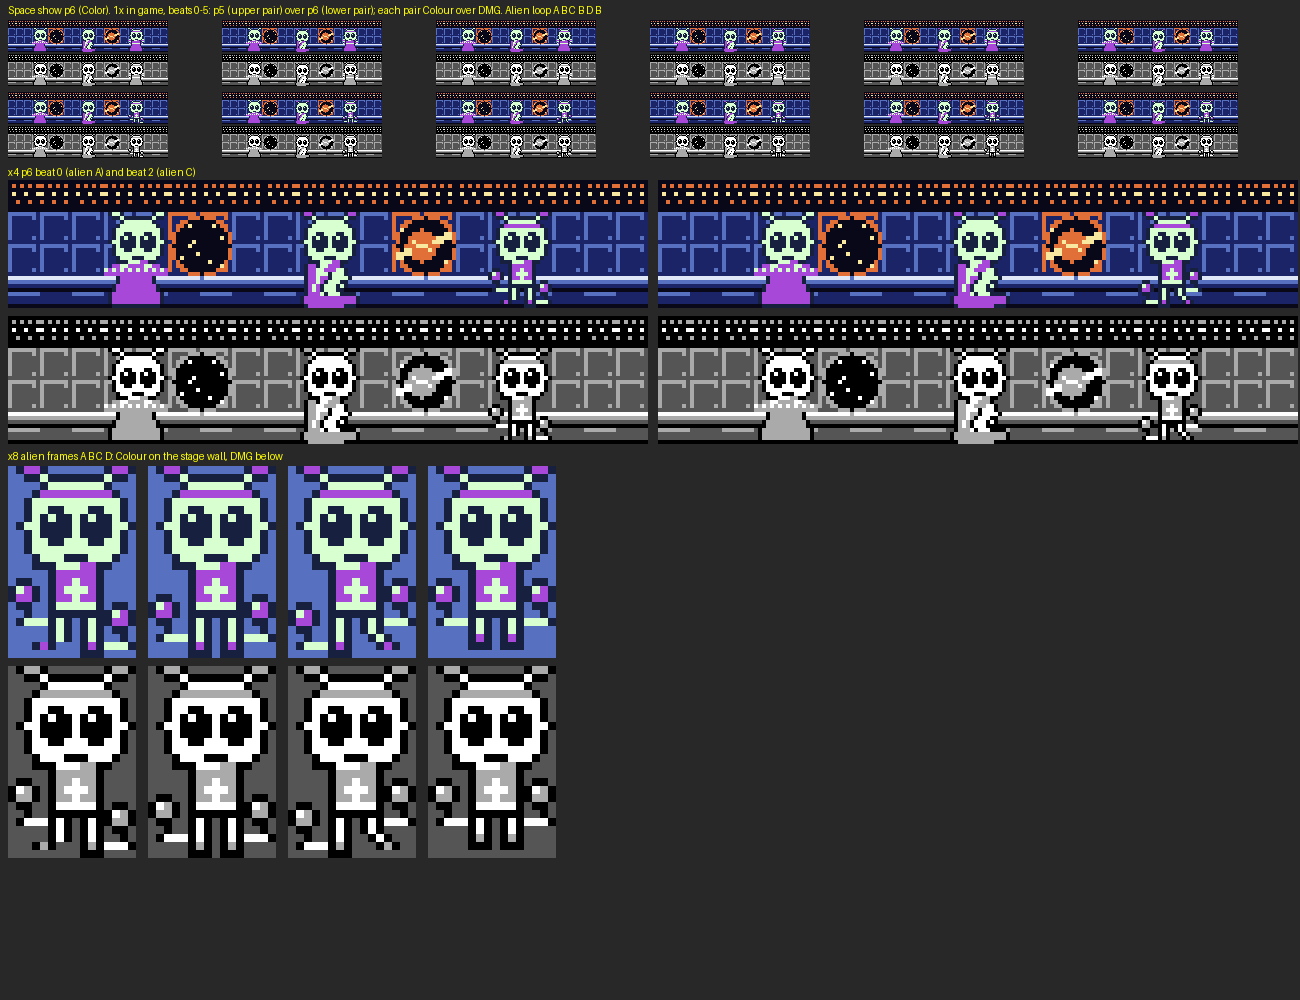 Space show p6 (Color). 1x in game, beats 0-5: p5 (upper pair) over p6 (lower pair); each pair Colour over DMG. Alien loop A B C B D B
x4 p6 beat 0 (alien A) and beat 2 (alien C)
x8 alien frames A B C D: Colour on the stage wall, DMG below